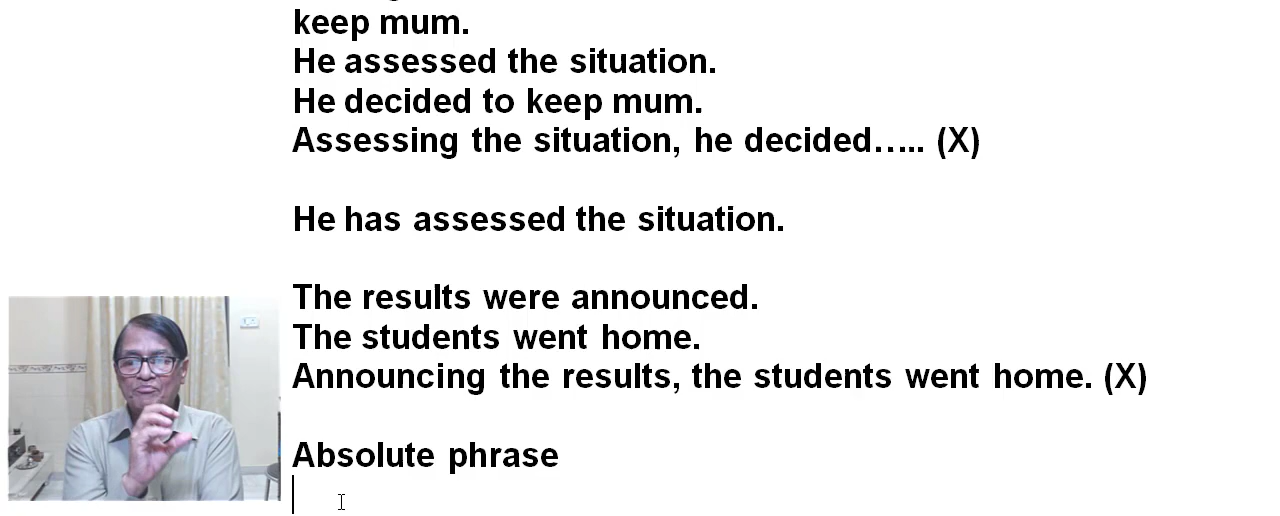 keep mum.
He assessed the situation.
He decided to keep mum.
Assessing the situation, he decided….. (X)
He has assessed the situation.
The results were announced.
The students went home.
Announcing the results, the students went home. (X)
Absolute phrase